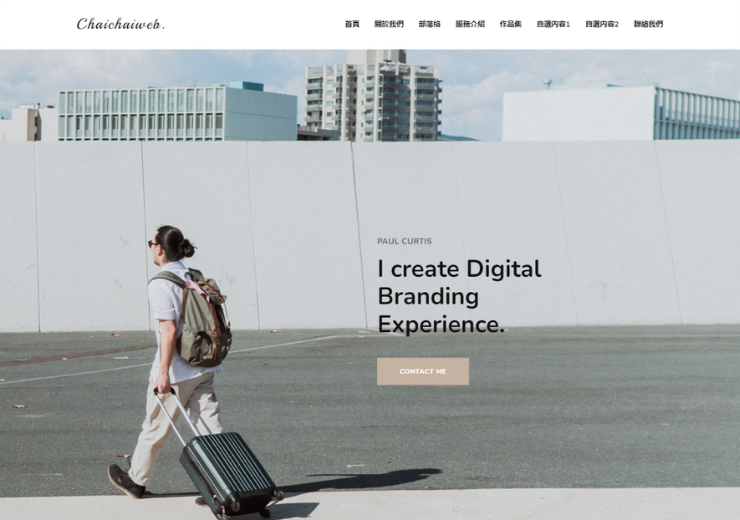 Chaichaiweb.
首頁 關於我們 部落格 服務介紹 作品集 自選內容1 自選內容2 聯絡我們
PAUL CURTIS
I create Digital
Branding
Experience.
CONTACT ME